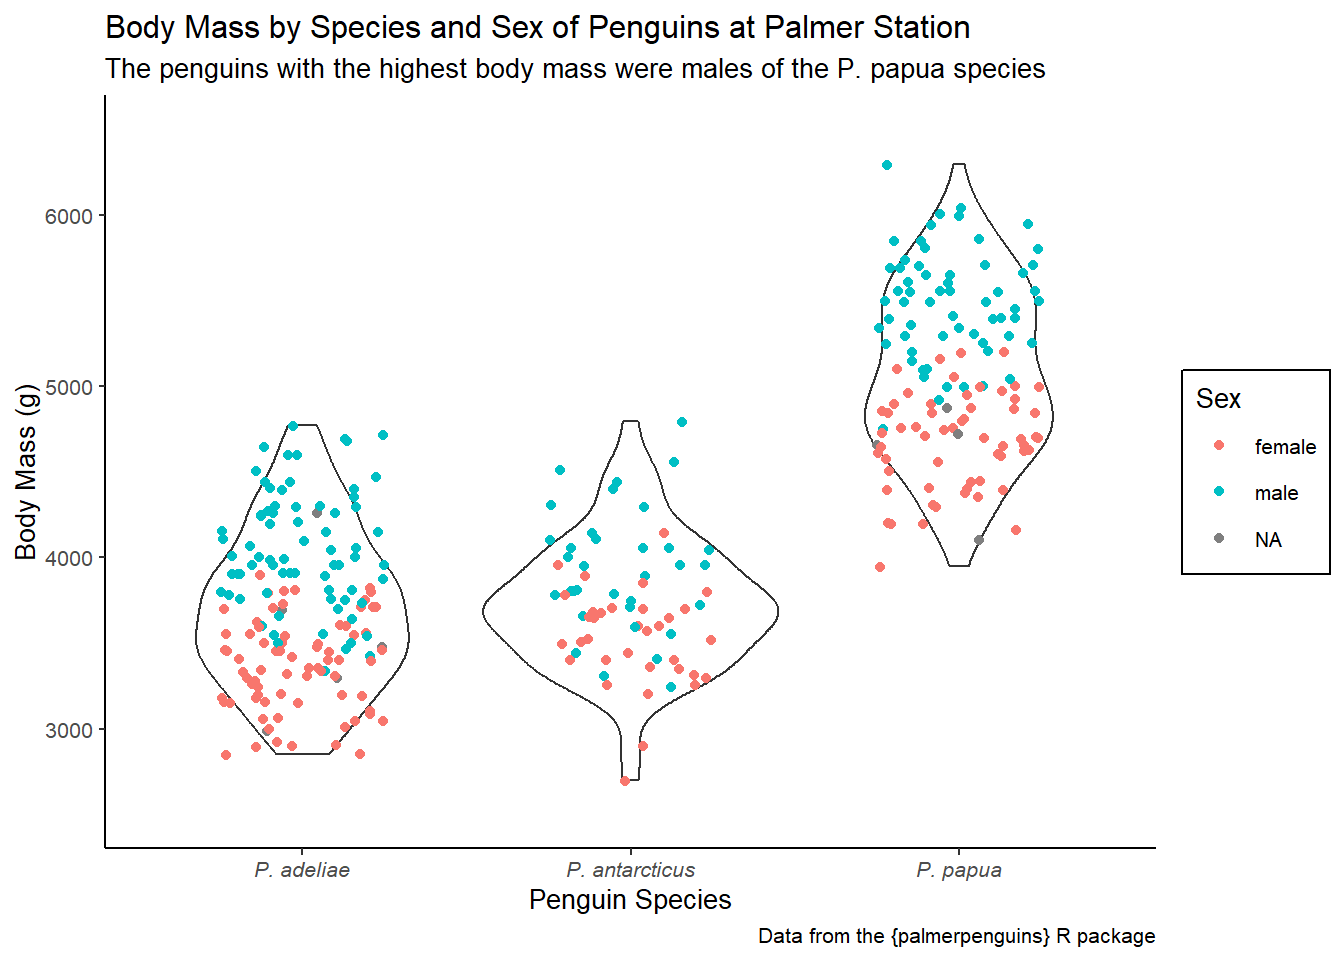 Body Mass by Species and Sex of Penguins at Palmer Station
The penguins with the highest body mass were males of the P. papua species
6000
5000
4000
3000
Body Mass (g)
P. adeliae
P. antarcticus
P. papua
Penguin Species
Sex
female
male
NA
Data from the {palmerpenguins} R package